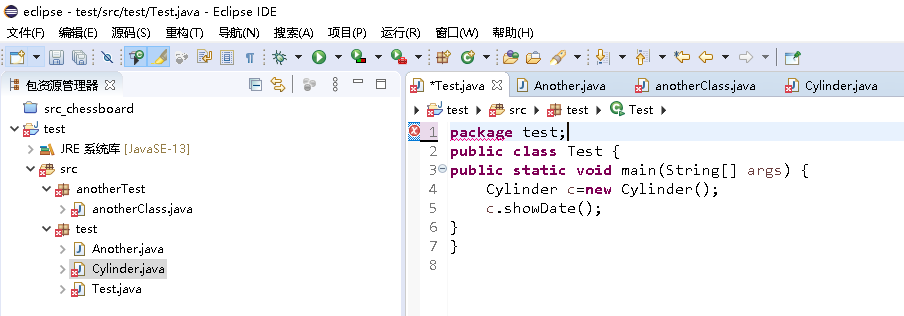 eclipse - test/src/test/Test.java - Eclipse IDE
文件(F) 编辑(E) 源码(S) 重构(T) 导航(N) 搜索(A) 项目(P) 运行(R) 窗口(W) 帮助(H)
包资源管理器
src_chessboard
test
JRE 系统库 [JavaSE-13]
src
anotherTest
anotherClass.java
test
Another.java
Cylinder.java
Test.java
*Test.java Another.java anotherClass.java Cylinder.java
test src test Test
1 package test;
2 public class Test {
3 public static void main(String[] args) {
4 Cylinder c=new Cylinder();
5 c.showDate();
6 }
7 }
8